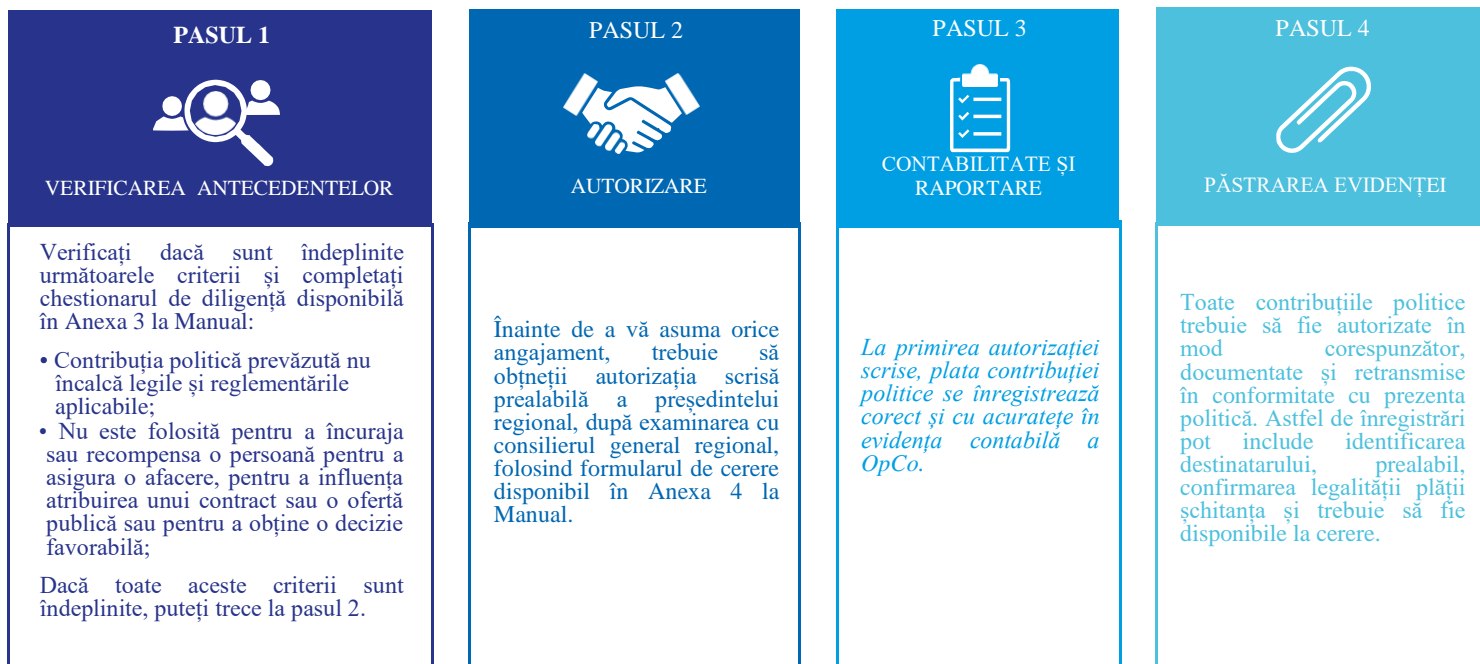 PASUL 1
VERIFICAREA ANTECEDENTELOR
Verificați dacă sunt îndeplinite
următoarele criterii și completați
chestionarul de diligență disponibilă
în Anexa 3 la Manual:
• Contribuția politică prevăzută nu
încalcă legile și reglementările
aplicabile;
• Nu este folosită pentru a încuraja
sau recompensa o persoană pentru a
asigura o afacere, pentru a influența
atribuirea unui contract sau o ofertă
publică sau pentru a obține o decizie
favorabilă;
Dacă toate aceste criterii sunt
îndeplinite, puteți trece la pasul 2.
PASUL 2
AUTORIZARE
Înainte de a vă asuma orice
angajament, trebuie să
obțneții autorizația scrisă
prealabilă a președintelui
regional, după examinarea cu
consilierul general regional,
folosind formularul de cerere
disponibil în Anexa 4 la
Manual.
PASUL 3
CONTABILITATE ȘI
RAPORTARE
La primirea autorizației
scrise, plata contribuției
politice se înregistrează
corect și cu acuratețe în
evidența contabilă a
OpCo.
PASUL 4
PĂSTRAREA EVIDENȚEI
Toate contribuțiile politice
trebuie să fie autorizate în
mod corespunzător,
documentate și retransmise
în conformitate cu prezenta
politică. Astfel de înregistrări
pot include identificarea
destinatarului, prealabil,
confirmarea legalității plății
șchitanța și trebuie să fie
disponibile la cerere.